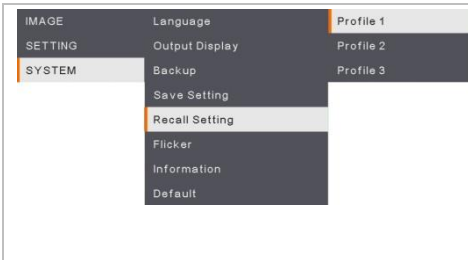 IMAGE
SETTING
SYSTEM
Language
Output Display
Backup
Save Setting
Recall Setting
Flicker
Information
Default
Profile 1
Profile 2
Profile 3